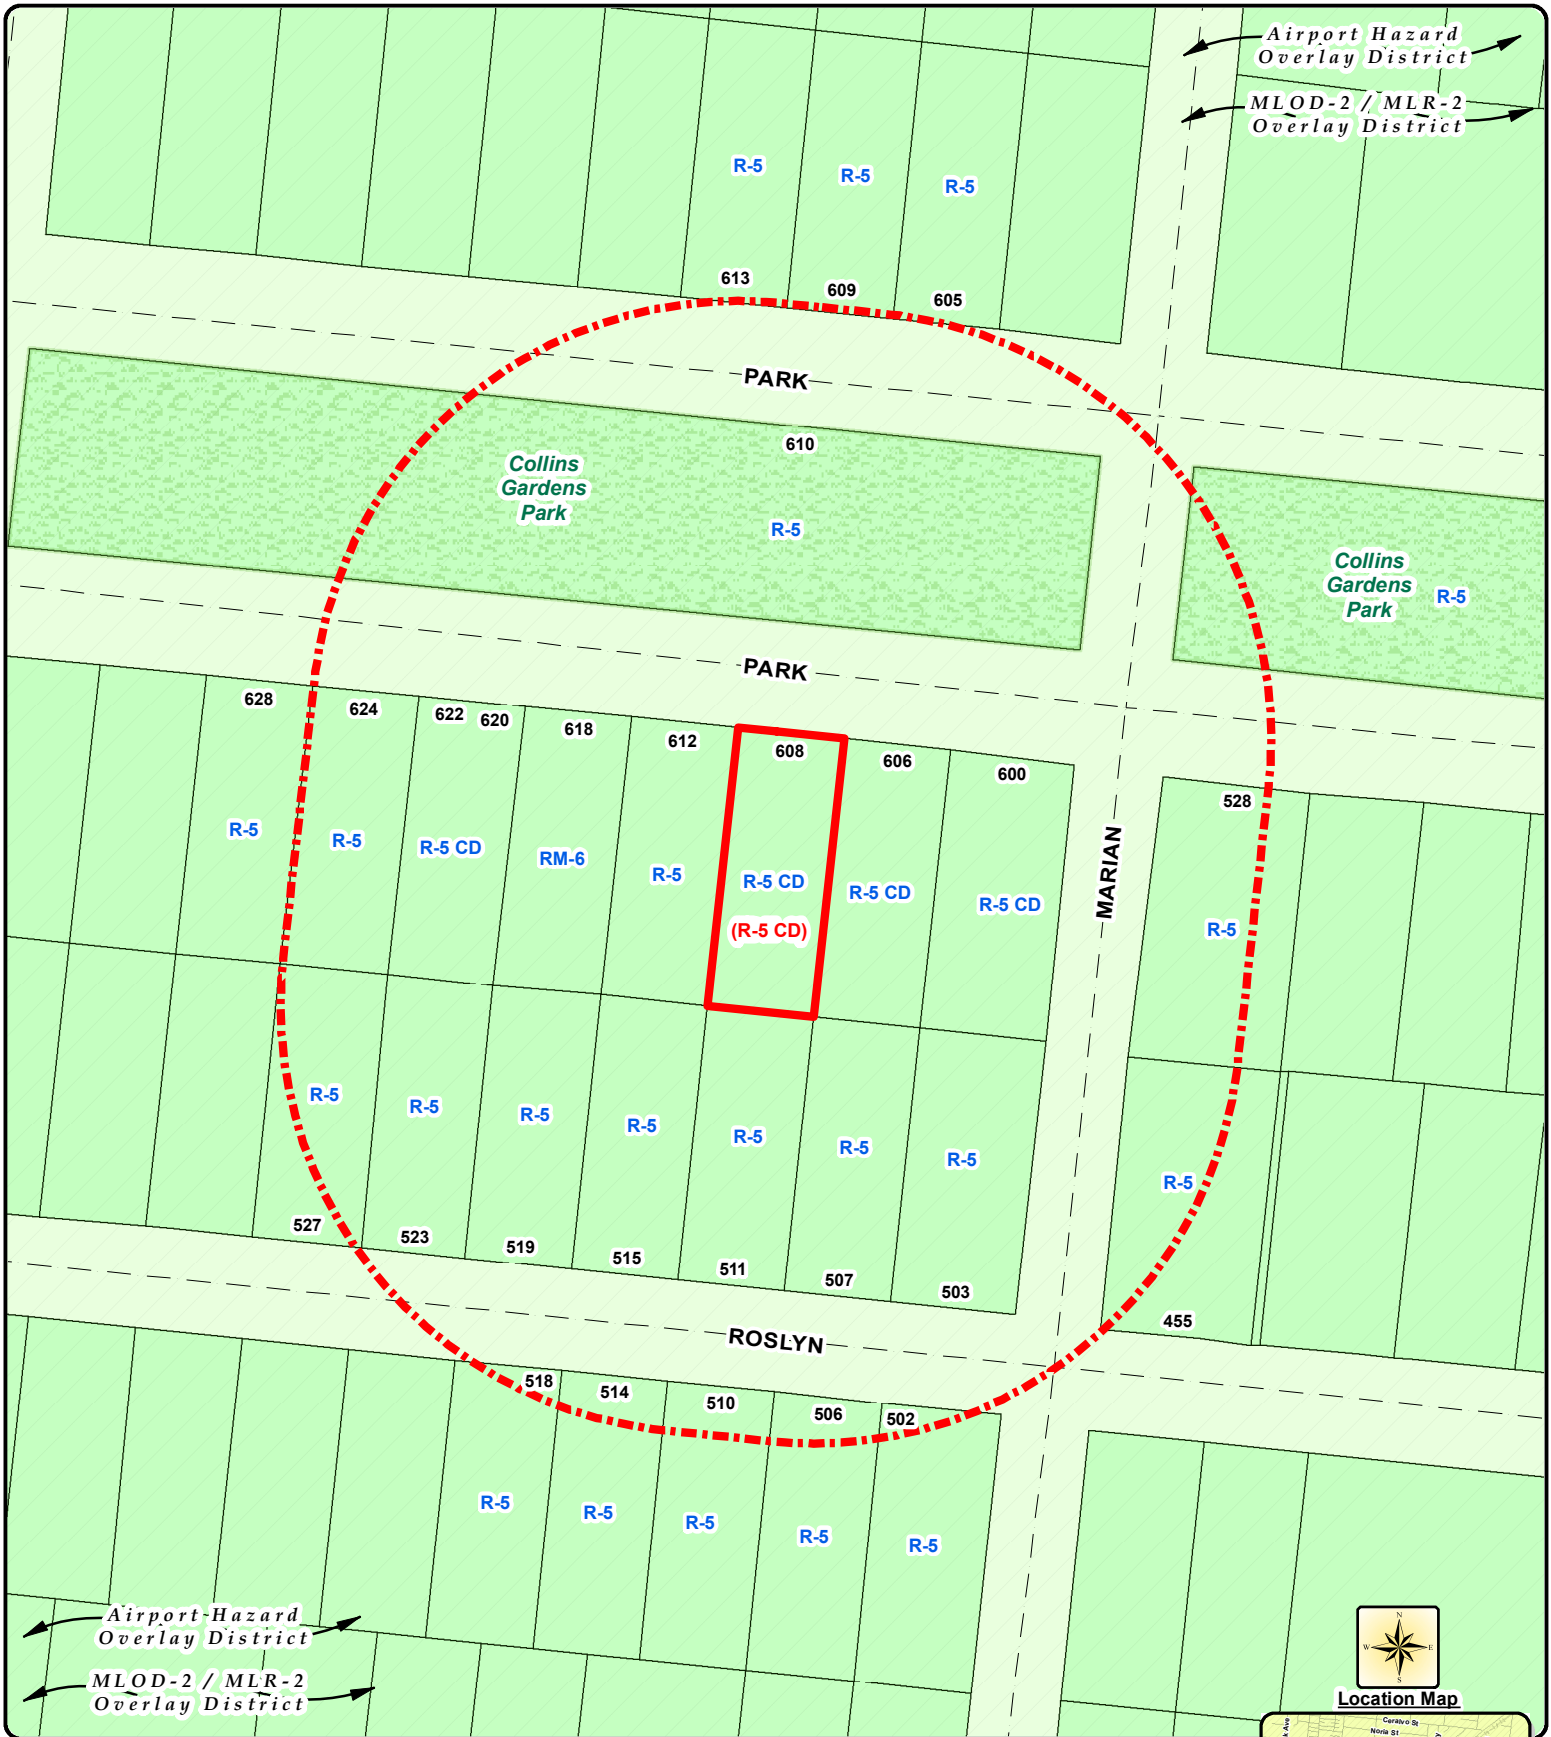 Airport Hazard
Overlay District
MLOD-2 / MLR-2
Overlay District
R-5
R-5
R-5
613
609
605
PARK
610
Collins
Gardens
Park
R-5
Collins
Gardens
Park
R-5
PARK
628
624
622
620
618
612
608
606
600
528
R-5
R-5
R-5 CD
RM-6
R-5
R-5 CD
(R-5 CD)
R-5 CD
R-5 CD
MARIAN
R-5
R-5
R-5
R-5
R-5
R-5
R-5
R-5
R-5
527
523
519
515
511
507
503
455
ROSLYN
518
514
510
506
502
R-5
R-5
R-5
R-5
R-5
Airport Hazard
Overlay District
MLOD-2 / MLR-2
Overlay District
N
W
E
S
Location Map
Ceralvo St
Noria St